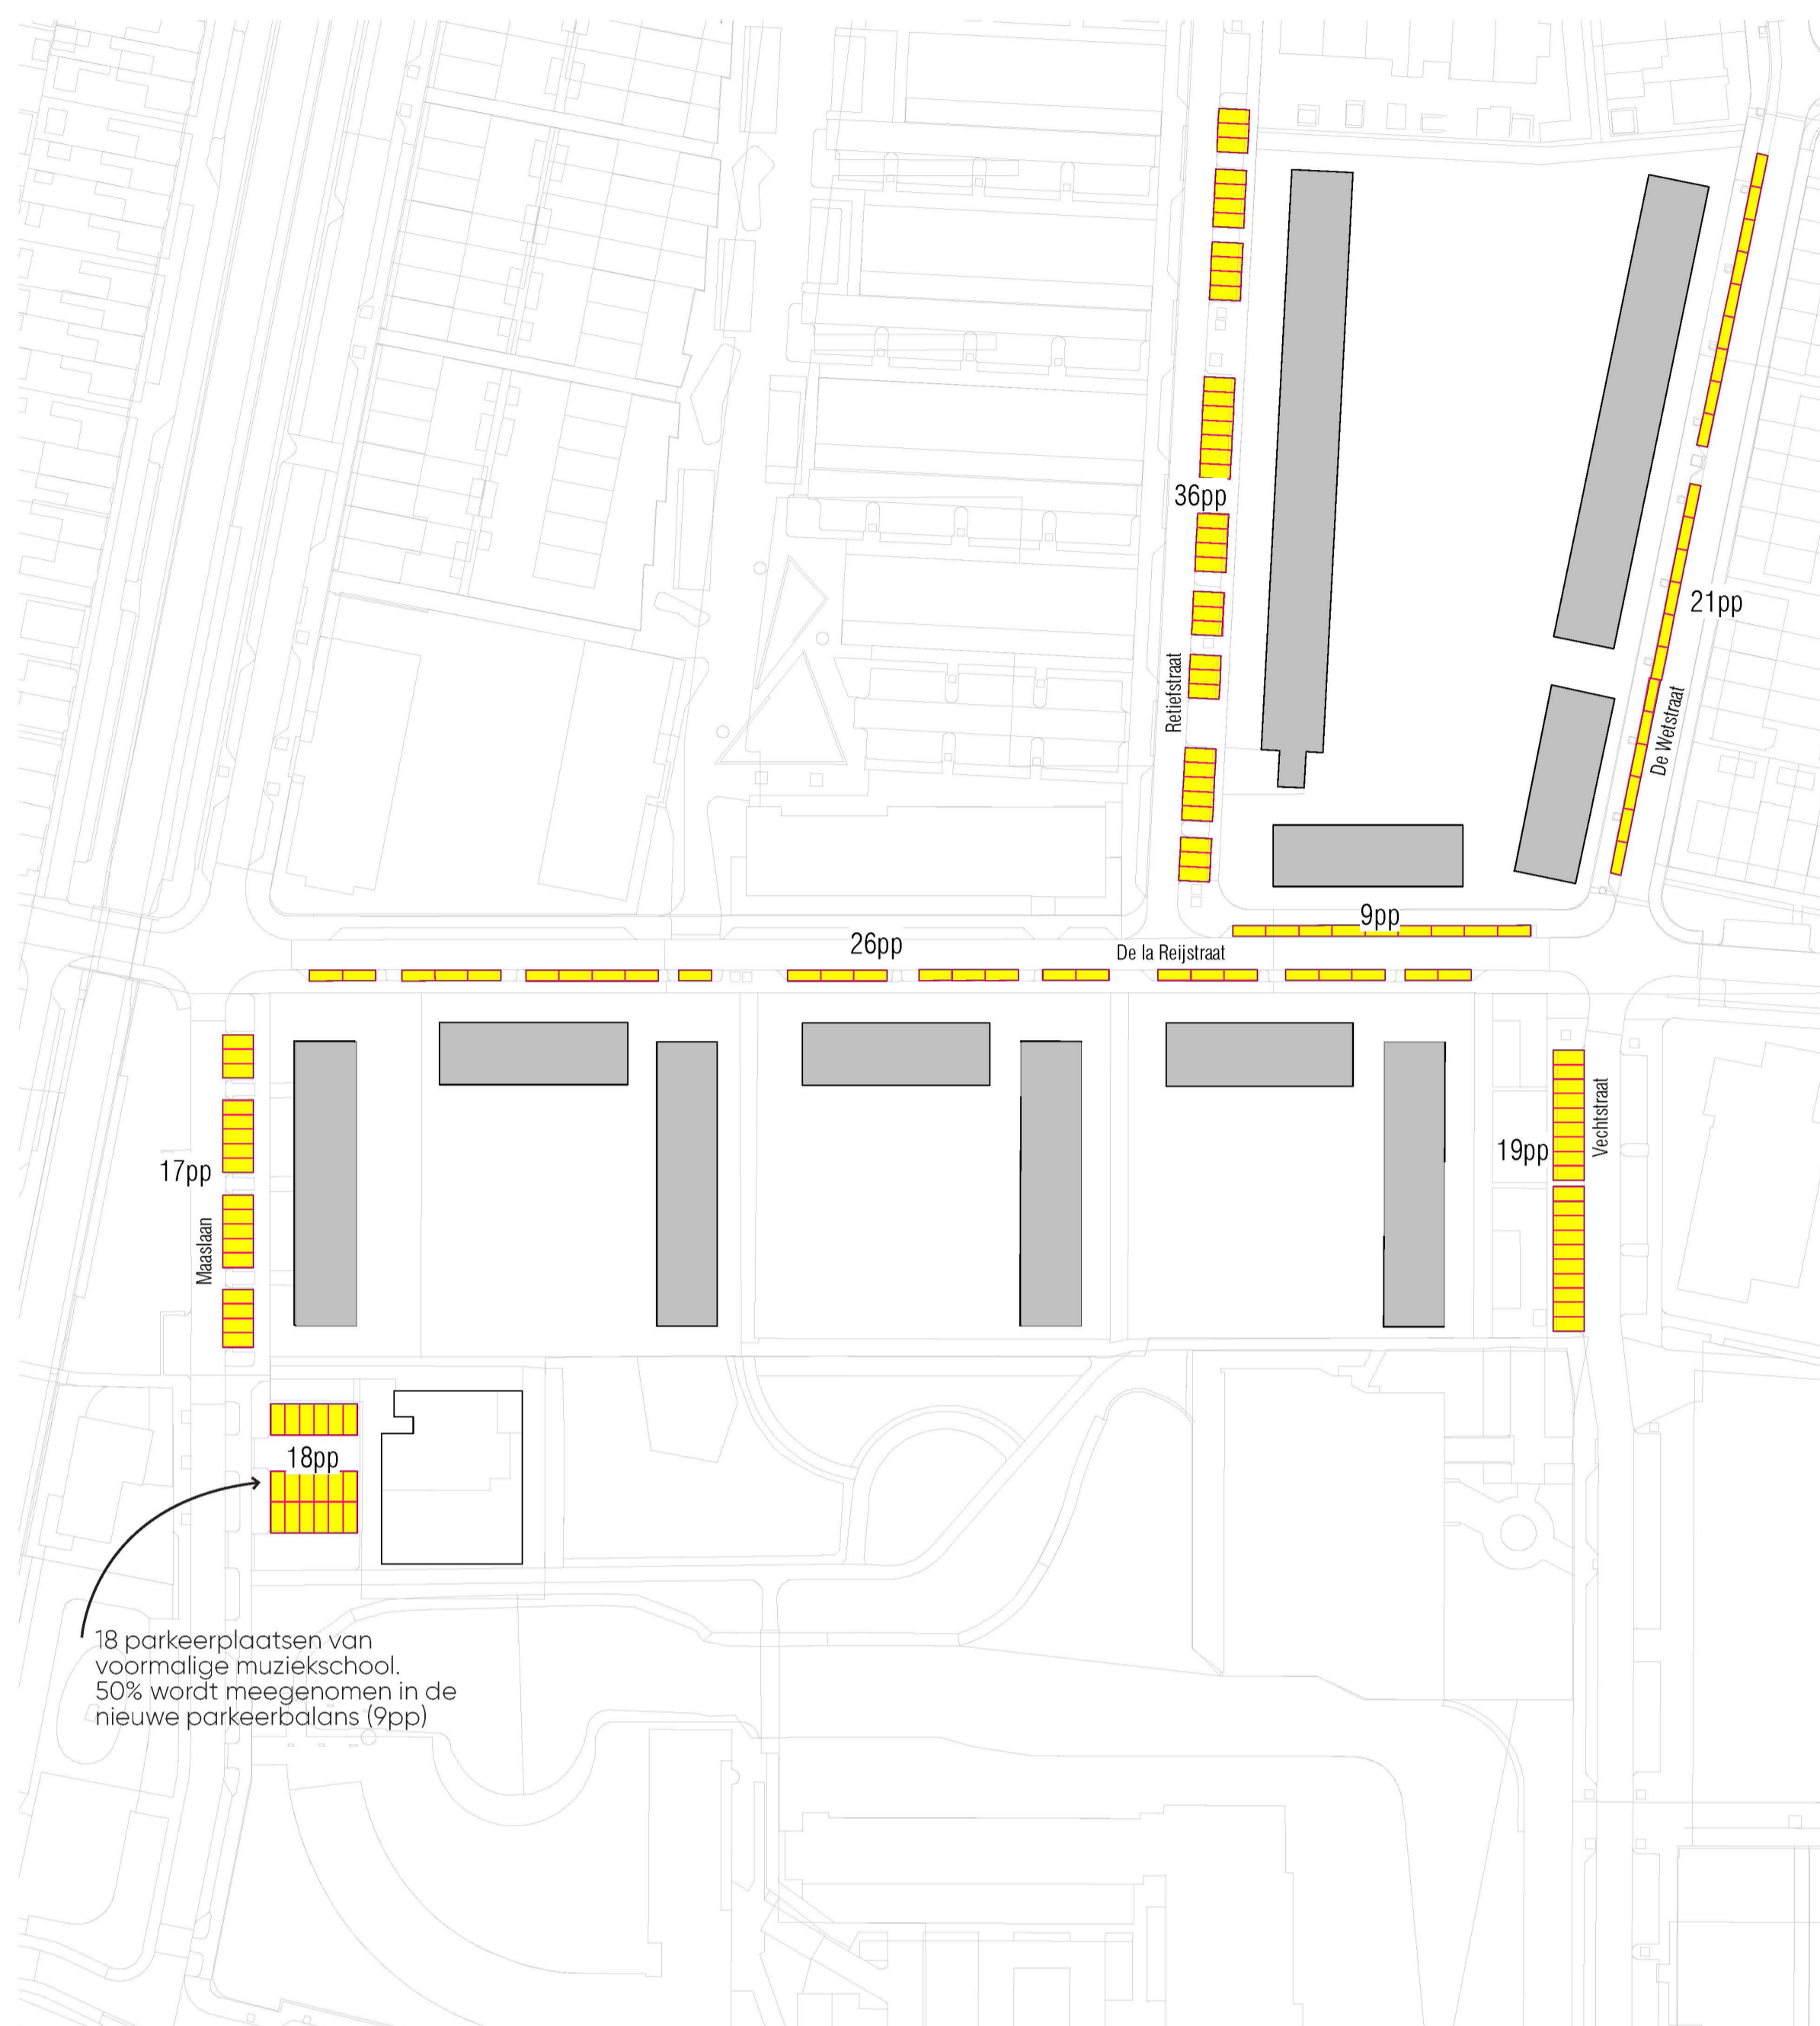 36pp
21pp
Retiefstraat
De Wetstraat
9pp
26pp
De la Reijstraat
Vechtstraat
19pp
17pp
Maaslaan
18pp
18 parkeerplaatsen van
voormalige muziekschool.
50% wordt meegenomen in de
nieuwe parkeerbalans (9pp)